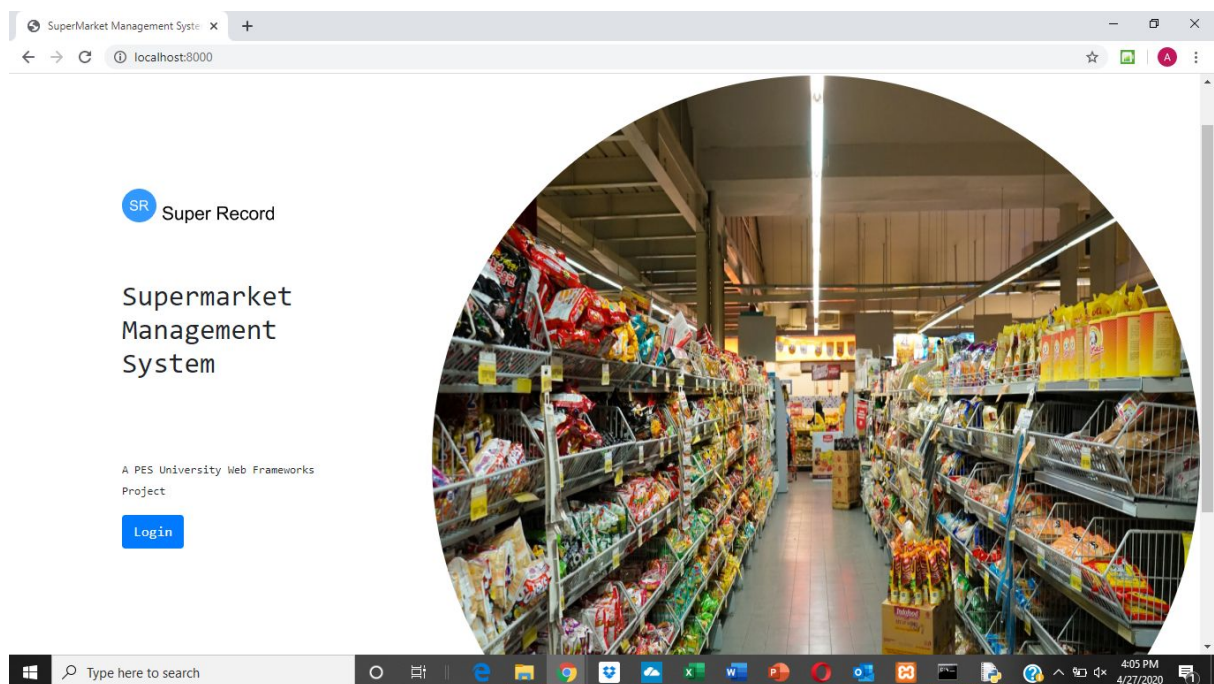 SuperMarket Management Syste
localhost:8000
A
SR Super Record
Supermarket
Management
System
A PES University Web Frameworks
Project
Login
Type here to search
4:05 PM
4/27/2020